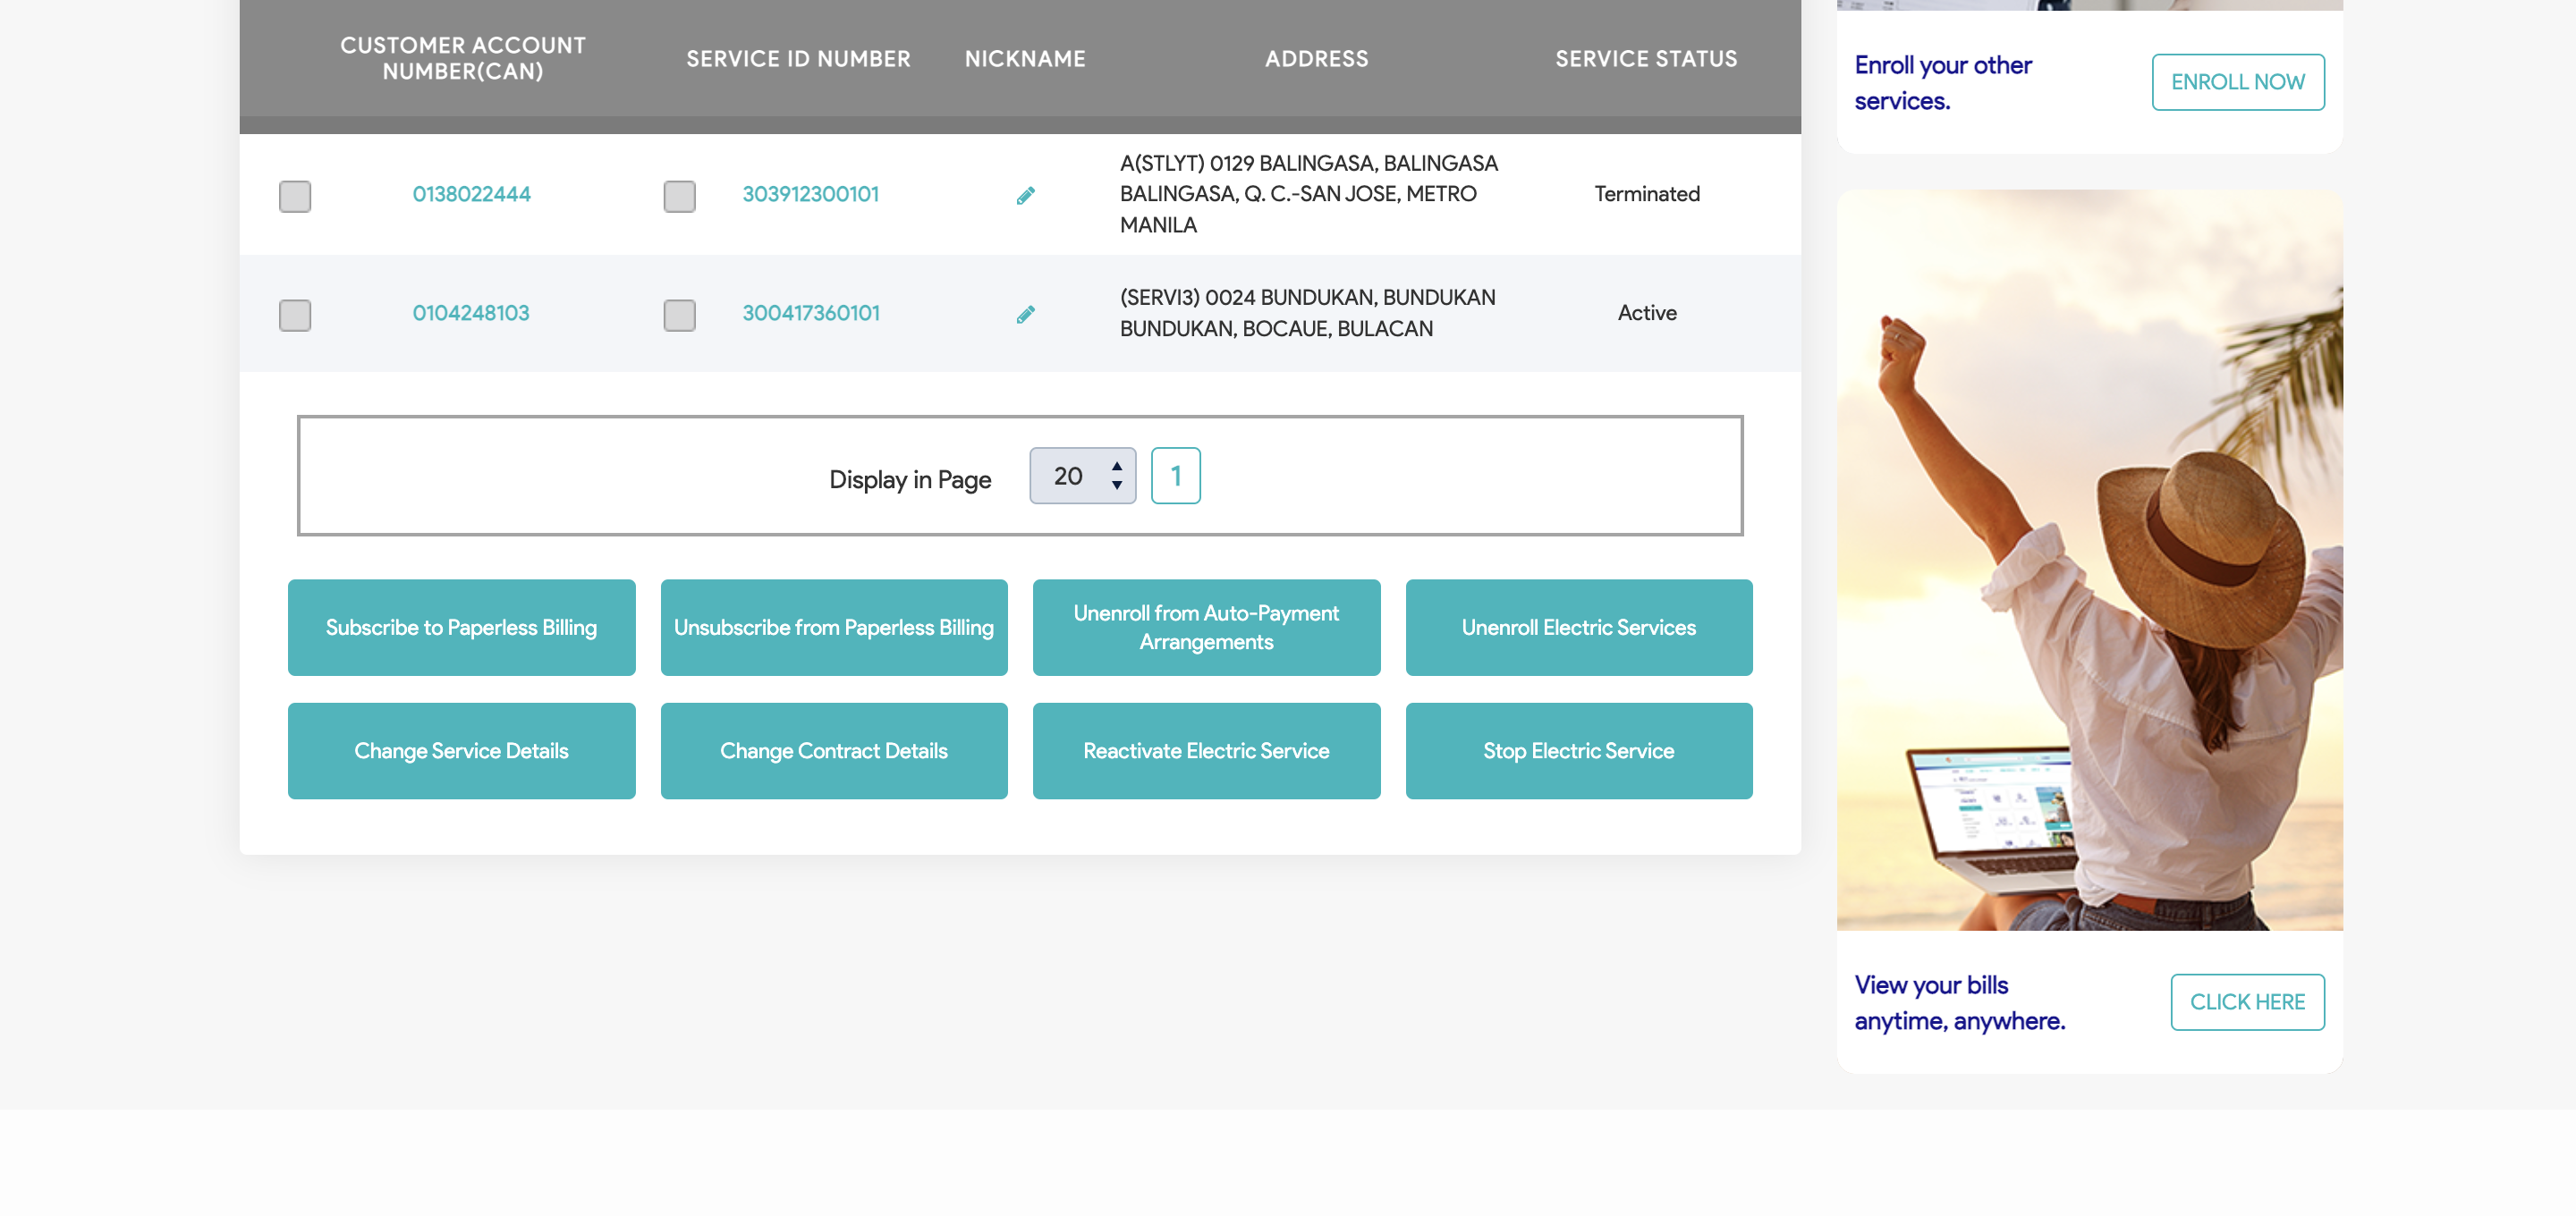 CUSTOMER ACCOUNT
NUMBER(CAN)
SERVICE ID NUMBER
NICKNAME
ADDRESS
SERVICE STATUS
0138022444
303912300101
A(STLYT) 0129 BALINGASA, BALINGASA
BALINGASA, Q. C.-SAN JOSE, METRO
MANILA
Terminated
0104248103
300417360101
(SERVI3) 0024 BUNDUKAN, BUNDUKAN
BUNDUKAN, BOCAUE, BULACAN
Active
Display in Page
20
1
Subscribe to Paperless Billing
Unsubscribe from Paperless Billing
Unenroll from Auto-Payment
Arrangements
Unenroll Electric Services
Change Service Details
Change Contract Details
Reactivate Electric Service
Stop Electric Service
Enroll your other
services.
ENROLL NOW
View your bills
anytime, anywhere.
CLICK HERE